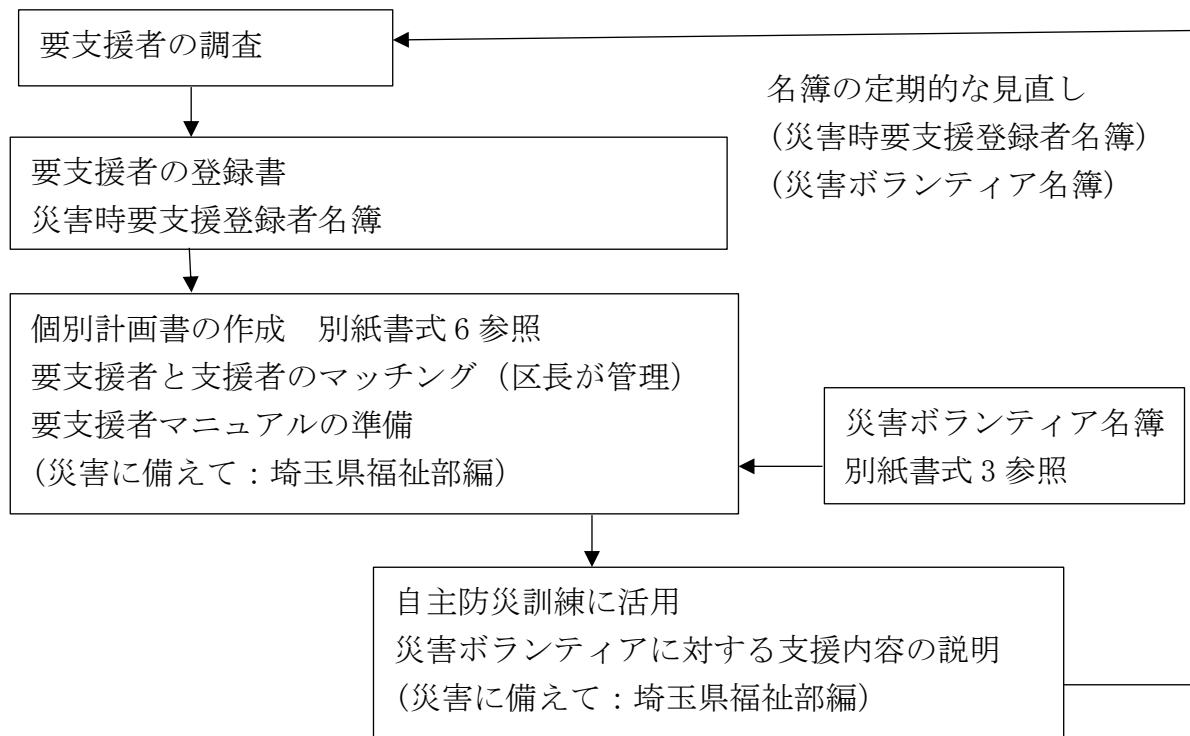 要支援者の調査
名簿の定期的な見直し
(災害時要支援登録者名簿)
(災害ボランティア名簿)
要支援者の登録書
災害時要支援登録者名簿
個別計画書の作成　別紙書式6参照
要支援者と支援者のマッチング（区長が管理）
要支援者マニュアルの準備
(災害に備えて：埼玉県福祉部編)
災害ボランティア名簿
別紙書式3参照
自主防災訓練に活用
災害ボランティアに対する支援内容の説明
(災害に備えて：埼玉県福祉部編)